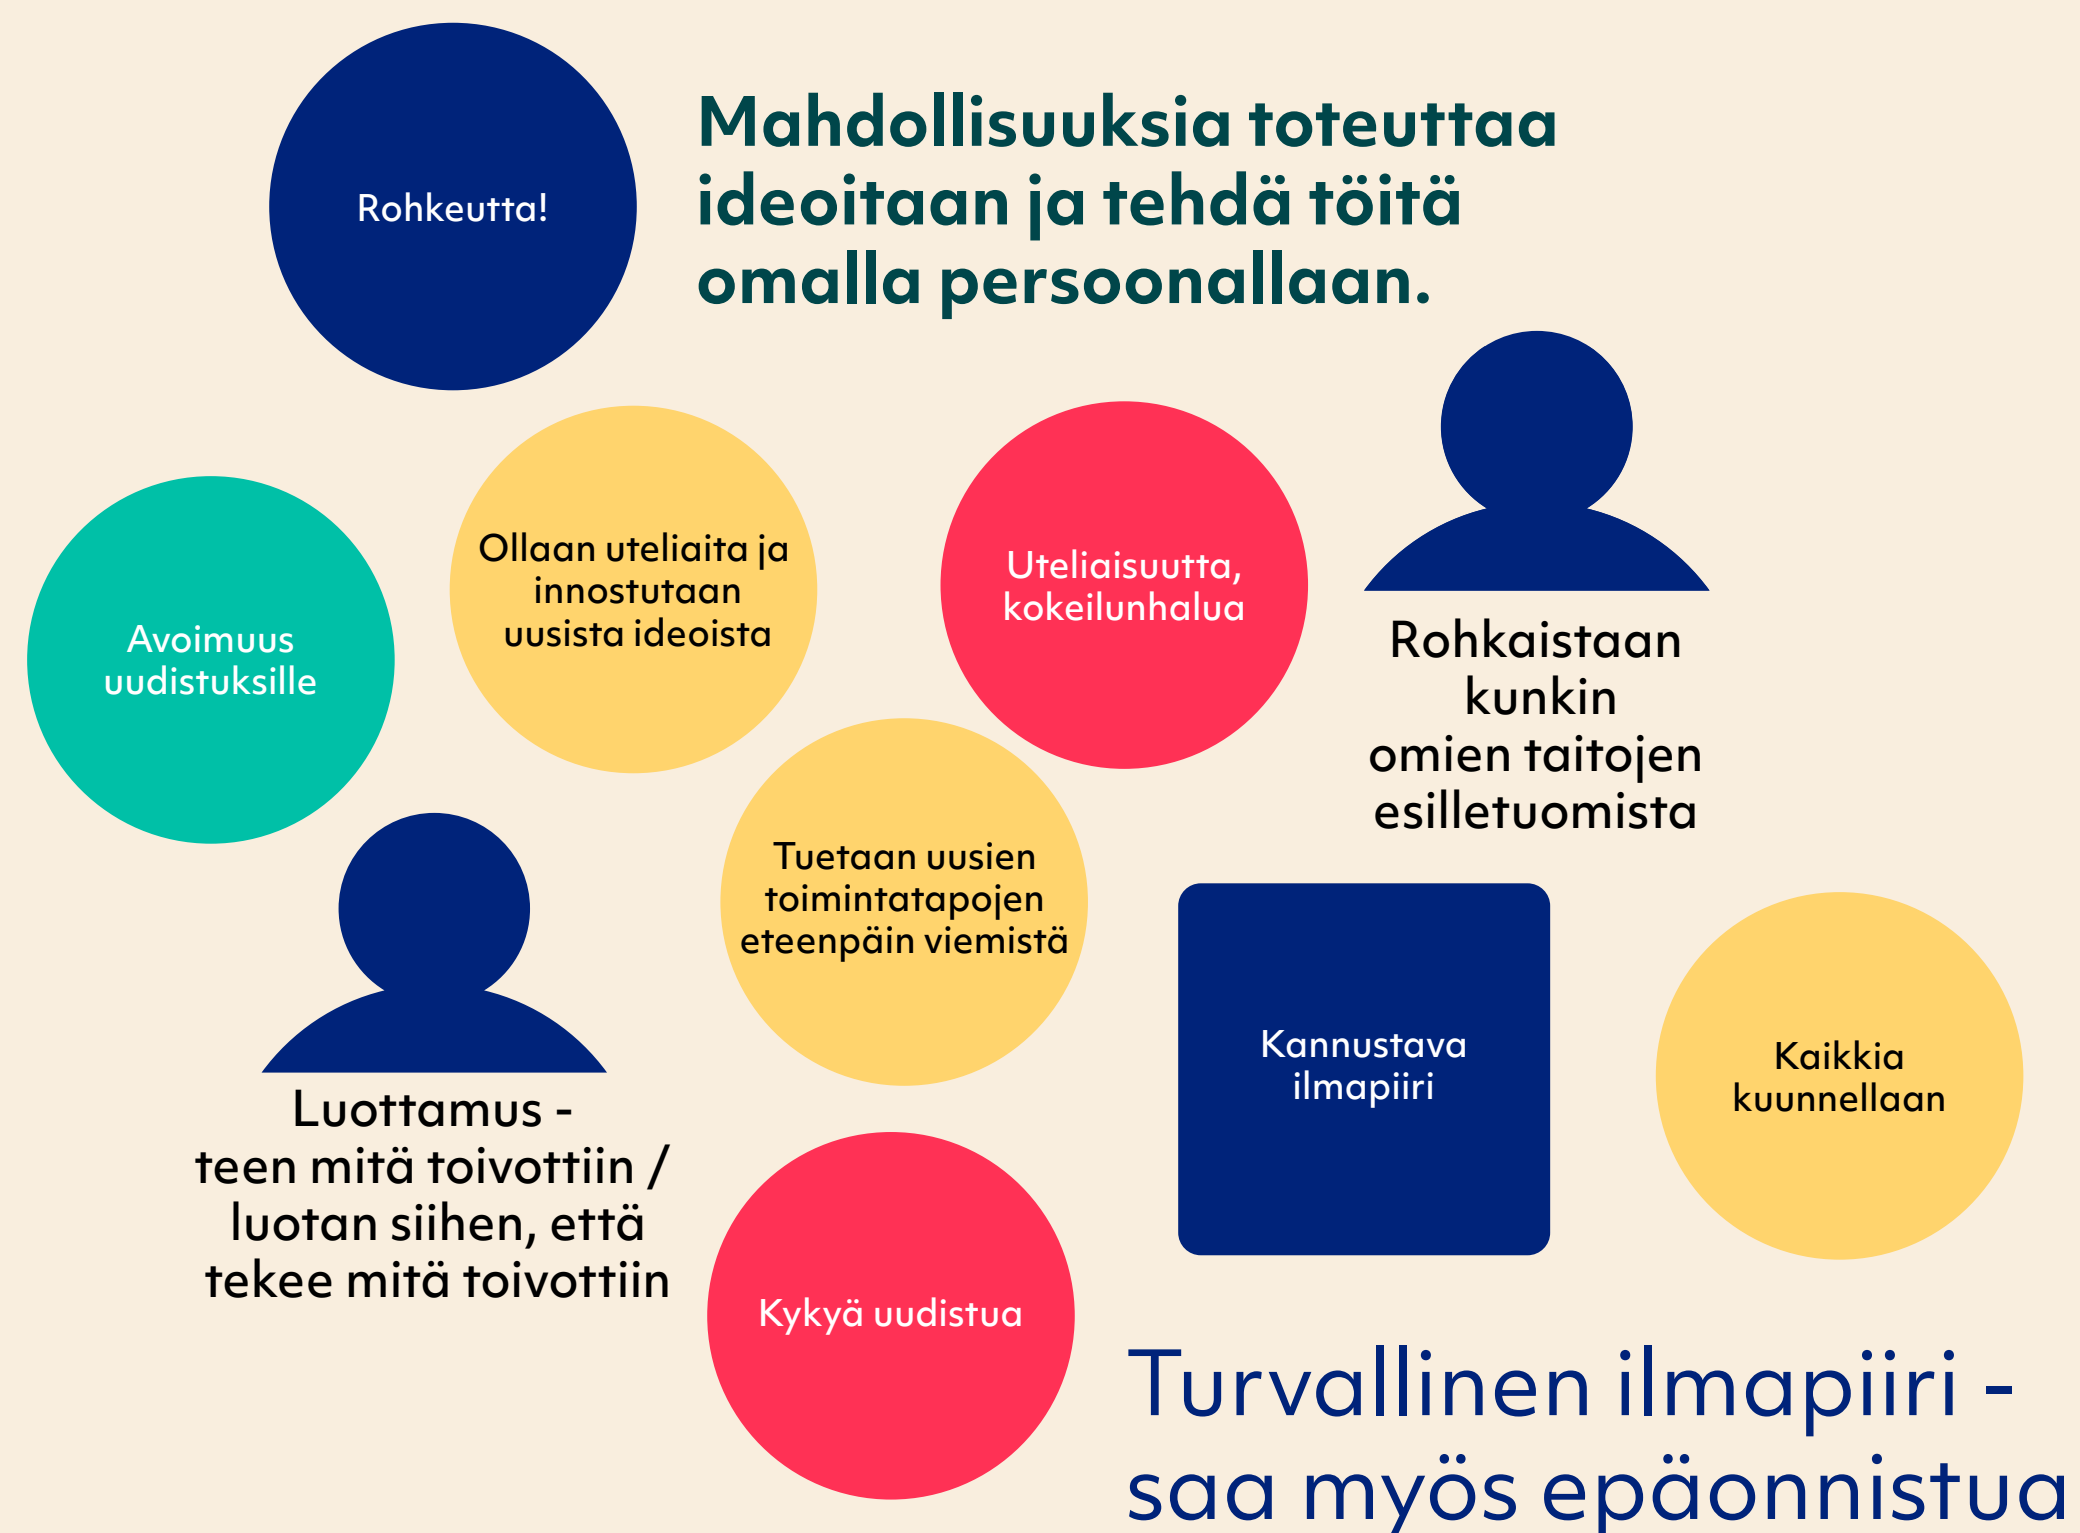 Rohkeutta!
Mahdollisuuksia toteuttaa
ideoitaan ja tehdä töitä
omalla persoonallaan.
Avoimuus
uudistuksille
Ollaan uteliaita ja
innostutaan
uusista ideoista
Uteliaisuutta,
kokeilunhalua
Rohkaistaan
kunkin
omien taitojen
esilletuomista
Tuetaan uusien
toimintatapojen
eteenpäin viemistä
Luottamus -
teen mitä toivottiin /
luotan siihen, että
tekee mitä toivottiin
Kannustava
ilmapiiri
Kaikkia
kuunnellaan
Kykyä uudistua
Turvallinen ilmapiiri -
saa myös epäonnistua